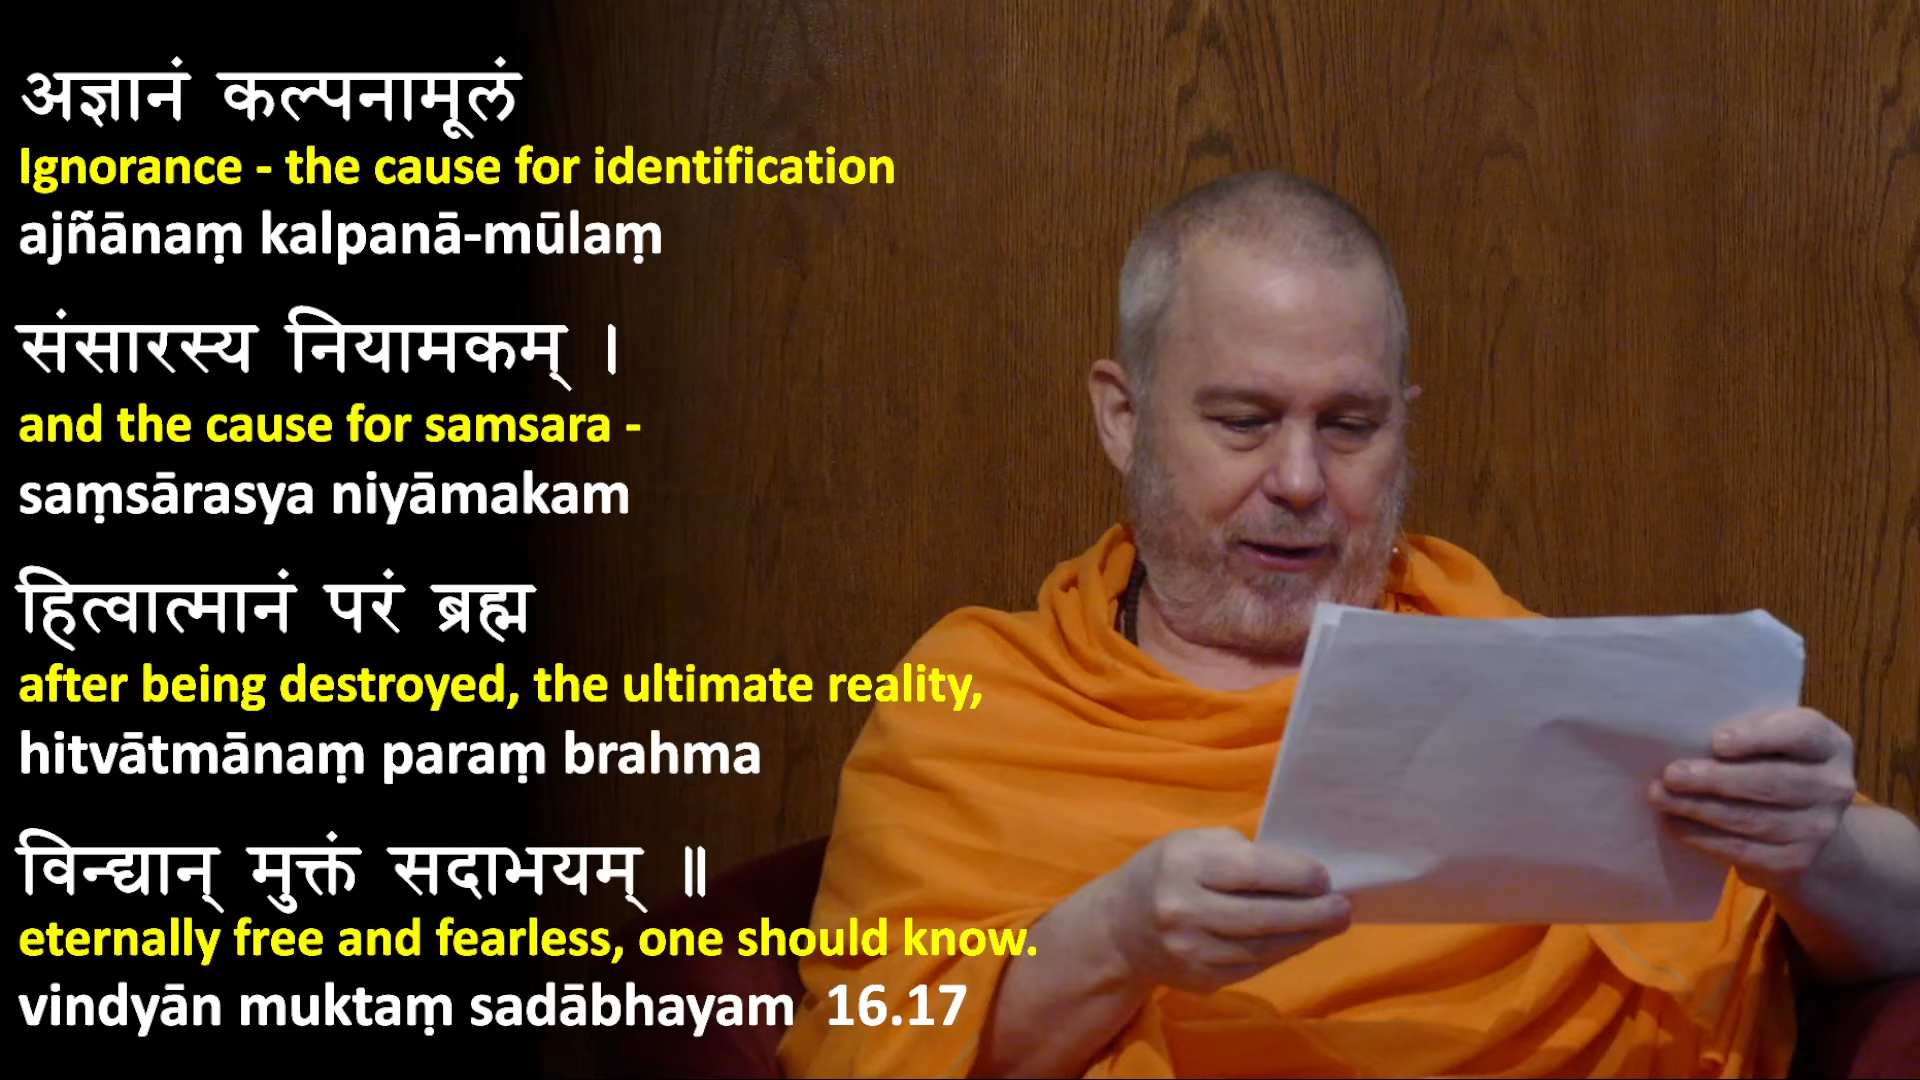 अज्ञानं कल्पनामूलं
Ignorance - the cause for identification
ajñānaṃ kalpanā-mūlaṃ
संसारस्य नियामकम् ।
and the cause for samsara -
saṃsārasya niyāmakam
हित्वात्मानं परं ब्रह्म
after being destroyed, the ultimate reality,
hitvātmānaṃ paraṃ brahma
विन्द्यान् मुक्तं सदाभयम् ॥
eternally free and fearless, one should know.
vindyān muktaṃ sadābhayam 16.17